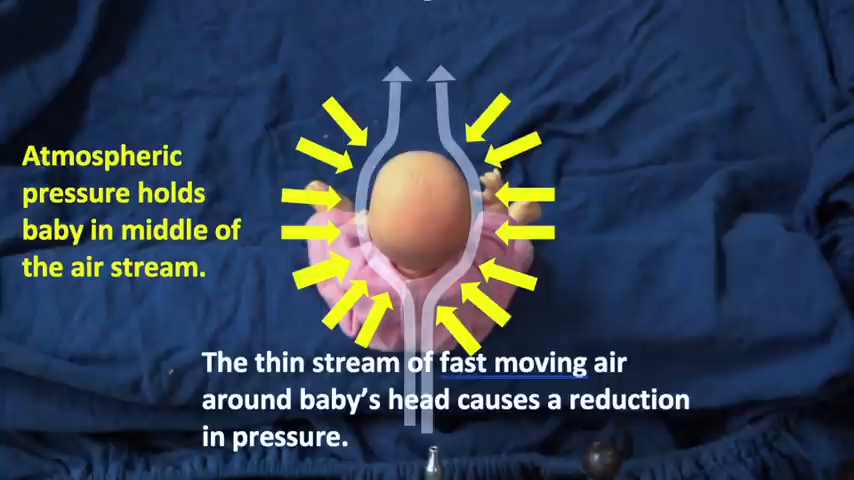 Atmospheric
pressure holds
baby in middle of
the air stream.
The thin stream of fast moving air
around baby's head causes a reduction
in pressure.